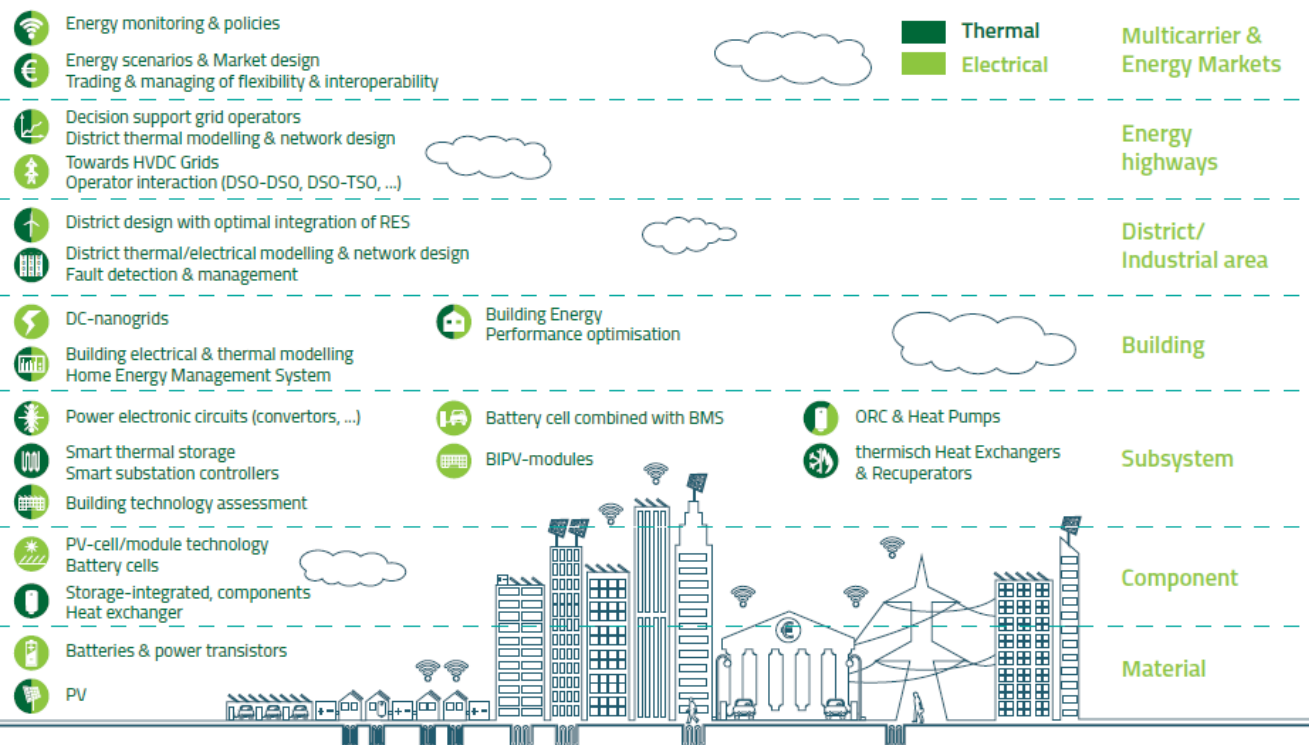 Energy monitoring & policies
Energy scenarios & Market design
Trading & managing of flexibility & interoperability
Thermal
Electrical
Multicarrier &
Energy Markets
Decision support grid operators
District thermal modelling & network design
Towards HVDC Grids
Operator interaction (DSO-DSO, DSO-TSO, ...)
Energy
highways
District design with optimal integration of RES
District thermal/electrical modelling & network design
Fault detection & management
District/
Industrial area
DC-nanogrids
Building electrical & thermal modelling
Home Energy Management System
Building Energy
Performance optimisation
Building
Power electronic circuits (convertors, ...)
Smart thermal storage
Smart substation controllers
Building technology assessment
Battery cell combined with BMS
BIPV-modules
ORC & Heat Pumps
thermisch Heat Exchangers
& Recuperators
Subsystem
PV-cell/module technology
Battery cells
Storage-integrated, components
Heat exchanger
Component
€
Batteries & power transistors
PV
Material